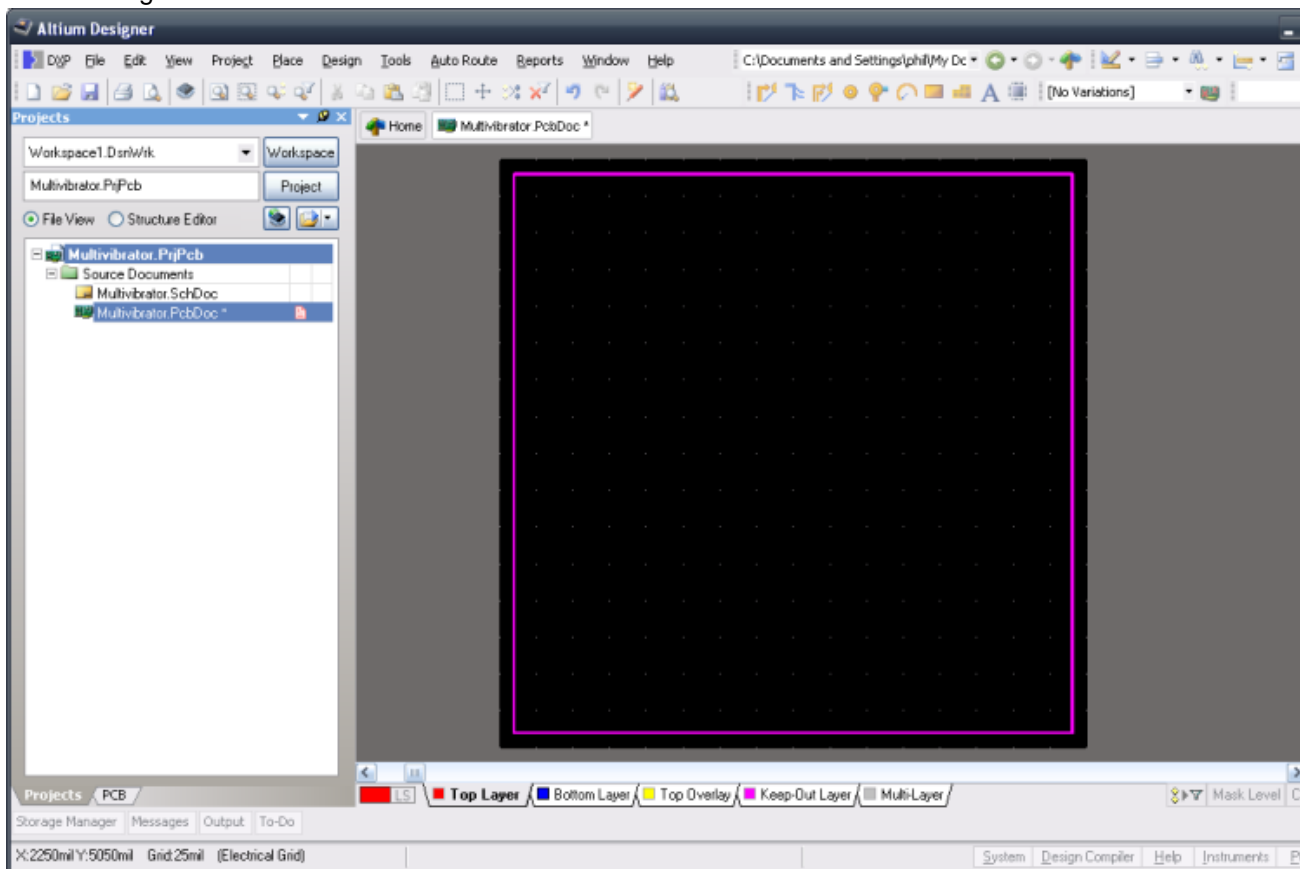 Altium Designer
DXP File Edit View Project Place Design Tools Auto Route Reports Window Help C:\Documents and Settings\phil\My Dc
[No Variations]
Projects
Home Multivibrator.PcbDoc *
Workspace1.DsnWrk Workspace
Multivibrator.PrjPcb Project
File View Structure Editor
Multivibrator.PrjPcb
Source Documents
Multivibrator.SchDoc
Multivibrator.PcbDoc *
Projects PCB
LS Top Layer Bottom Layer Top Overlay Keep-Out Layer Multi-Layer Mask Level C
Storage Manager Messages Output To-Do
X:2250mil Y:5050mil Grid:25mil (Electrical Grid) System Design Compiler Help Instruments